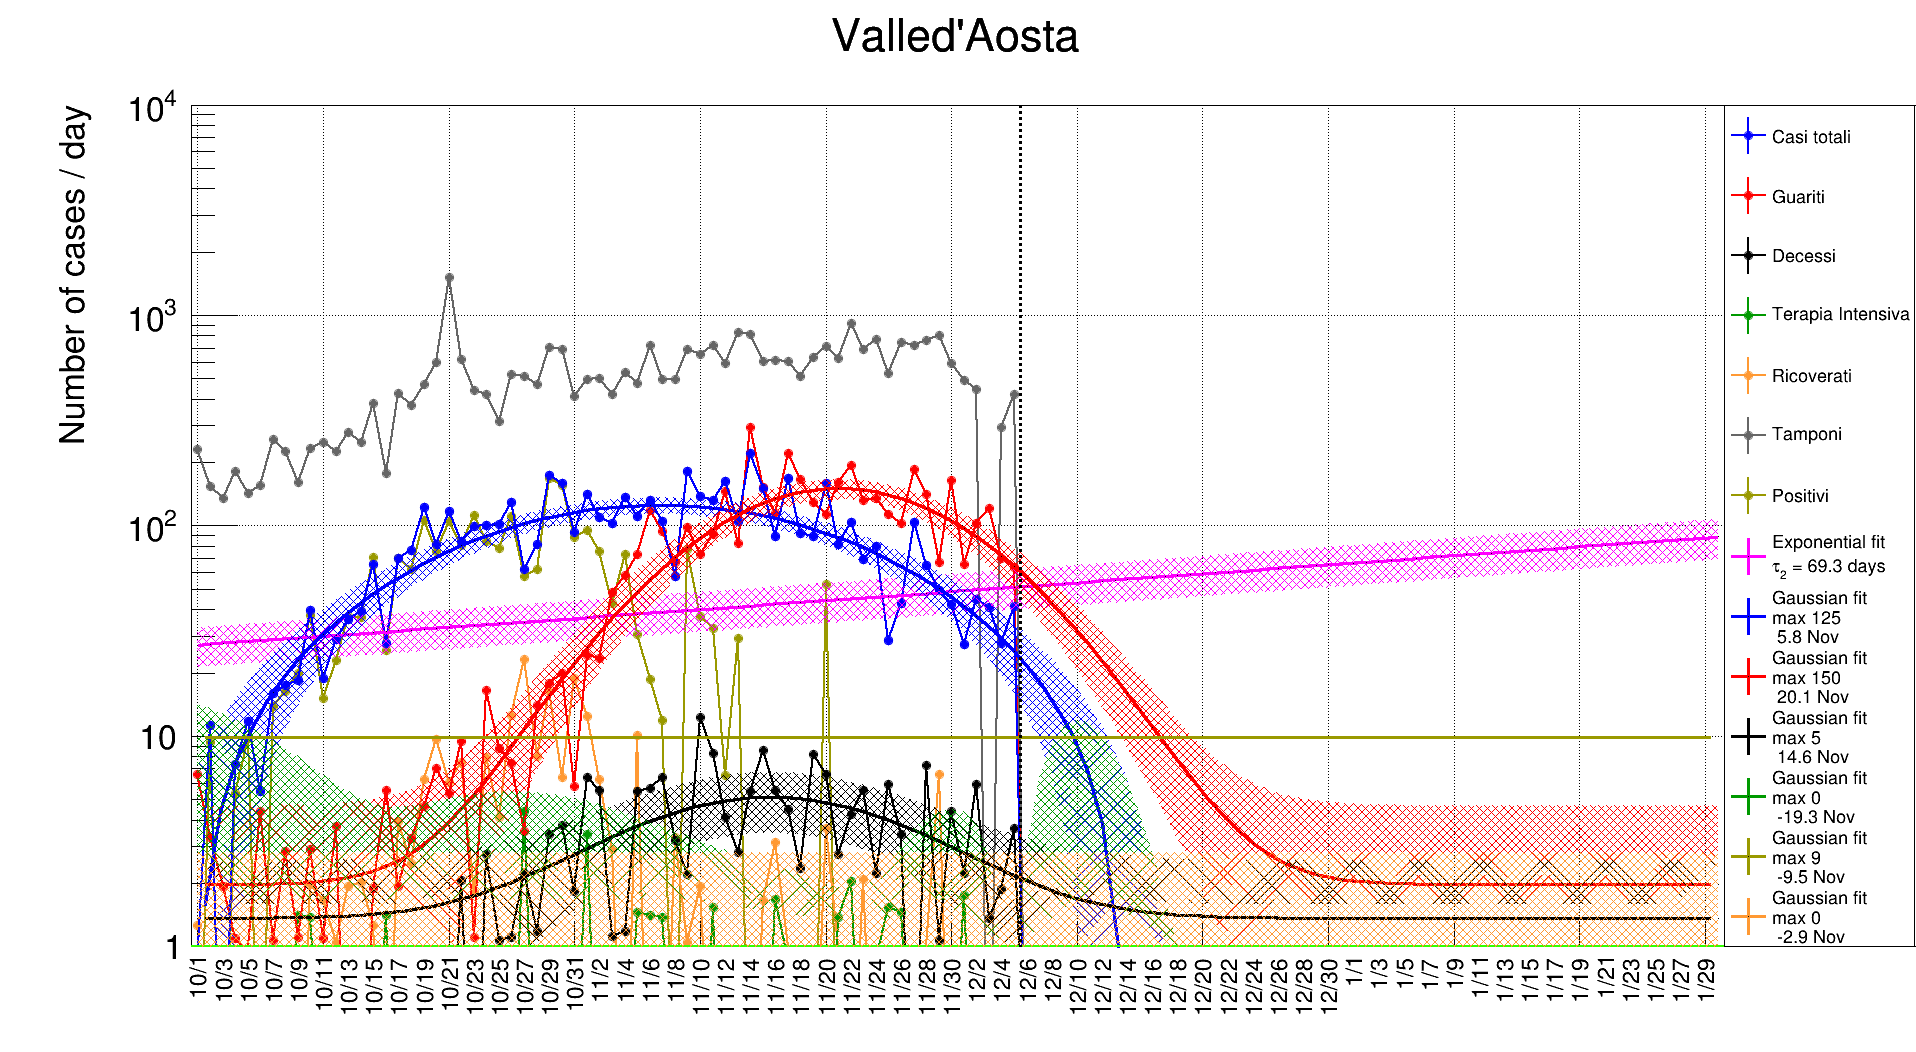 Valled'Aosta
Number of cases / day
10^4
10^3
10^2
10
1
10/1
10/3
10/5
10/7
10/9
10/11
10/13
10/15
10/17
10/19
10/21
10/23
10/25
10/27
10/29
10/31
11/2
11/4
11/6
11/8
11/10
11/12
11/14
11/16
11/18
11/20
11/22
11/24
11/26
11/28
11/30
12/2
12/4
12/6
12/8
12/10
12/12
12/14
12/16
12/18
12/20
12/22
12/24
12/26
12/28
12/30
1/1
1/3
1/5
1/7
1/9
1/11
1/13
1/15
1/17
1/19
1/21
1/23
1/25
1/27
1/29
Casi totali
Guariti
Decessi
Terapia Intensiva
Ricoverati
Tamponi
Positivi
Exponential fit
τ₂ = 69.3 days
Gaussian fit
max 125
5.8 Nov
Gaussian fit
max 150
20.1 Nov
Gaussian fit
max 5
14.6 Nov
Gaussian fit
max 0
-19.3 Nov
Gaussian fit
max 9
-9.5 Nov
Gaussian fit
max 0
-2.9 Nov